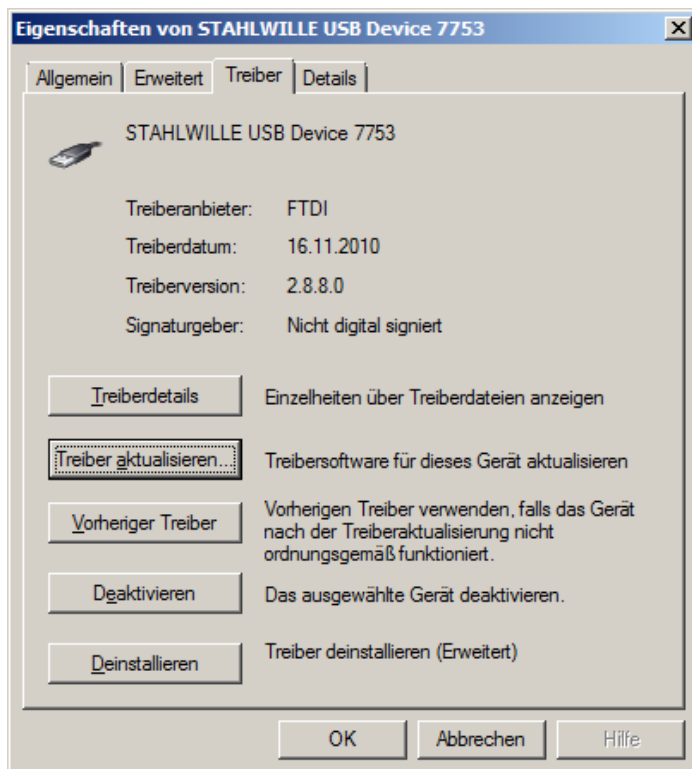 Eigenschaften von STAHLWILLE USB Device 7753
Allgemein Erweitert Treiber Details
STAHLWILLE USB Device 7753
Treiberanbieter: FTDI
Treiberdatum: 16.11.2010
Treiberversion: 2.8.8.0
Signaturgeber: Nicht digital signiert
Treiberdetails Einzelheiten über Treiberdateien anzeigen
Treiber aktualisieren... Treibersoftware für dieses Gerät aktualisieren
Vorheriger Treiber Vorherigen Treiber verwenden, falls das Gerät
nach der Treiberaktualisierung nicht
ordnungsgemäß funktioniert.
Deaktivieren Das ausgewählte Gerät deaktivieren.
Deinstallieren Treiber deinstallieren (Erweitert)
OK Abbrechen Hilfe